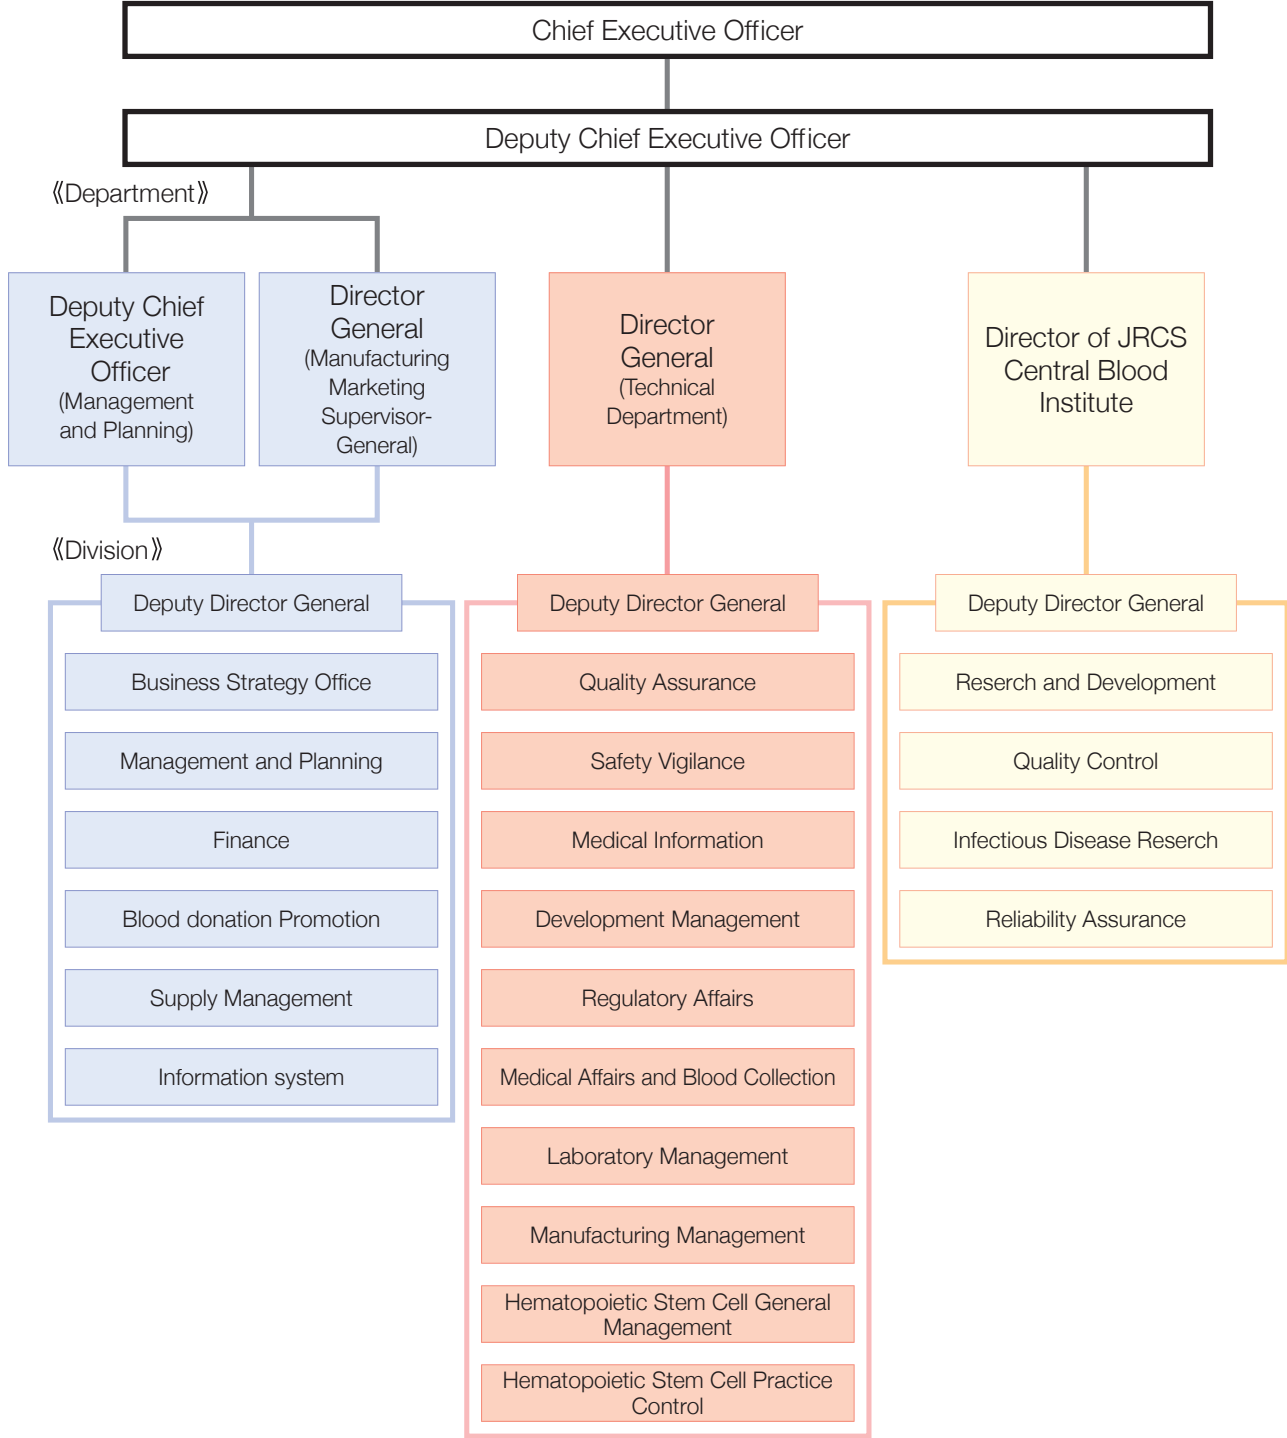 Chief Executive Officer
Deputy Chief Executive Officer
《Department》
Deputy Chief
Executive
Officer
(Management
and Planning)
Director
General
(Manufacturing
Marketing
Supervisor-
General)
Director
General
(Technical
Department)
Director of JRCS
Central Blood
Institute
《Division》
Deputy Director General
Business Strategy Office
Management and Planning
Finance
Blood donation Promotion
Supply Management
Information system
Deputy Director General
Quality Assurance
Safety Vigilance
Medical Information
Development Management
Regulatory Affairs
Medical Affairs and Blood Collection
Laboratory Management
Manufacturing Management
Hematopoietic Stem Cell General
Management
Hematopoietic Stem Cell Practice
Control
Deputy Director General
Reserch and Development
Quality Control
Infectious Disease Reserch
Reliability Assurance